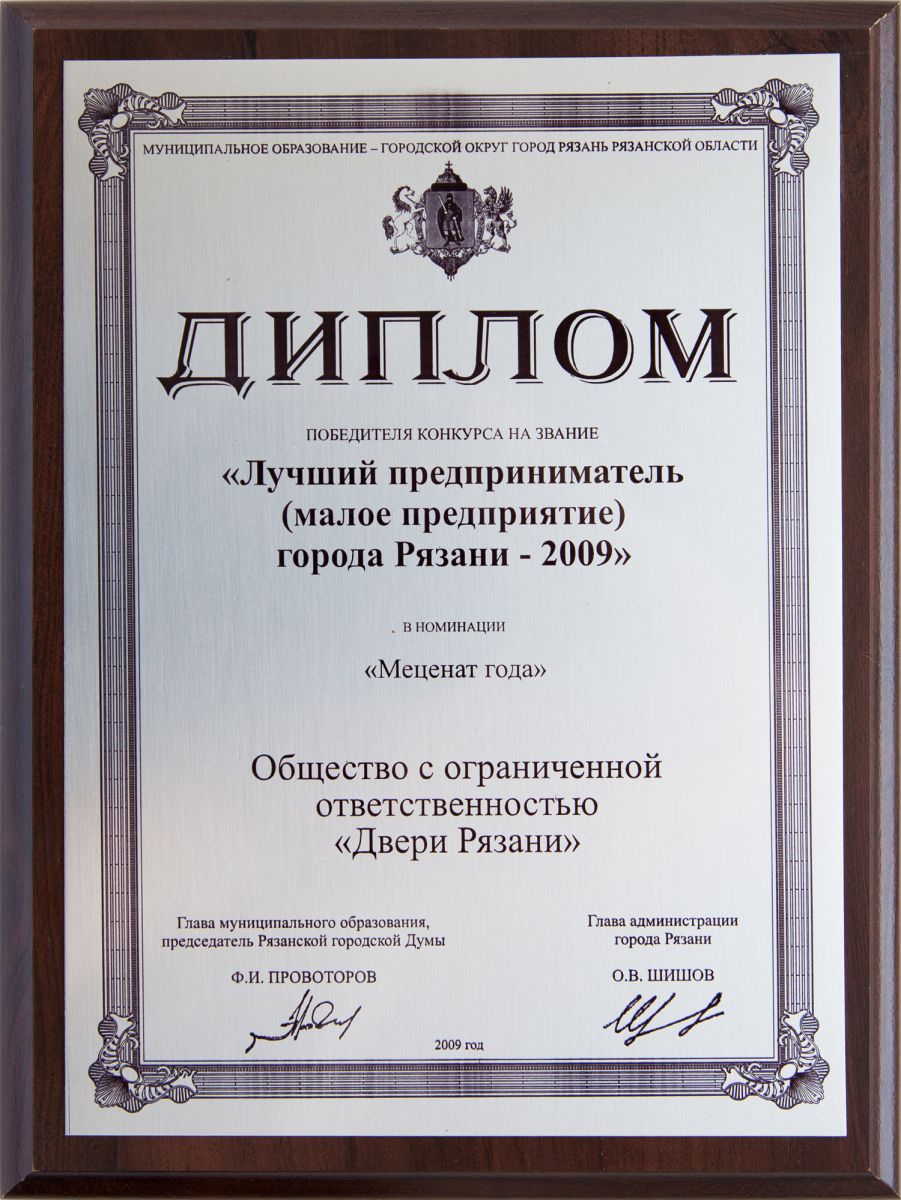 МУНИЦИПАЛЬНОЕ ОБРАЗОВАНИЕ – ГОРОДСКОЙ ОКРУГ ГОРОД РЯЗАНЬ РЯЗАНСКОЙ ОБЛАСТИ
ДИПЛОМ
ПОБЕДИТЕЛЯ КОНКУРСА НА ЗВАНИЕ
«Лучший предприниматель
(малое предприятие)
города Рязани - 2009»
В НОМИНАЦИИ
«Меценат года»
Общество с ограниченной
ответственностью
«Двери Рязани»
Глава муниципального образования,
председатель Рязанской городской Думы
Ф.И. ПРОВОТОРОВ
Глава администрации
города Рязани
О.В. ШИШОВ
2009 год